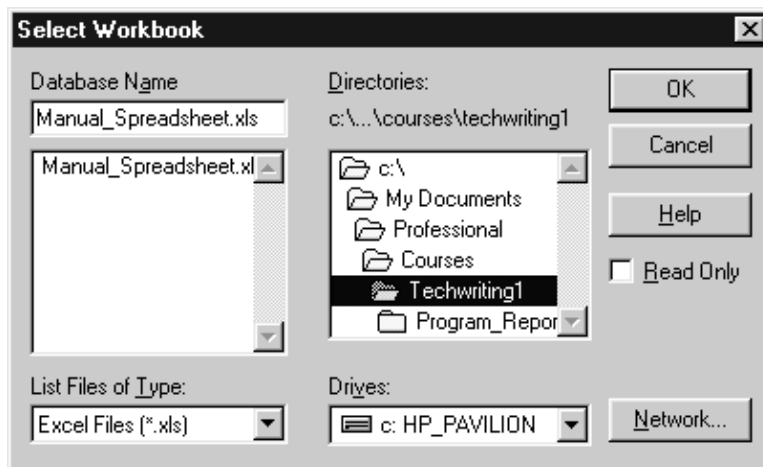 Select Workbook
Database Name
Manual_Spreadsheet.xls
Manual_Spreadsheet.xl
List Files of Type:
Excel Files (*.xls)
Directories:
c:\...\courses\techwriting1
c:\
My Documents
Professional
Courses
Techwriting1
Program_Repor
Drives:
c: HP_PAVILION
OK
Cancel
Help
Read Only
Network...